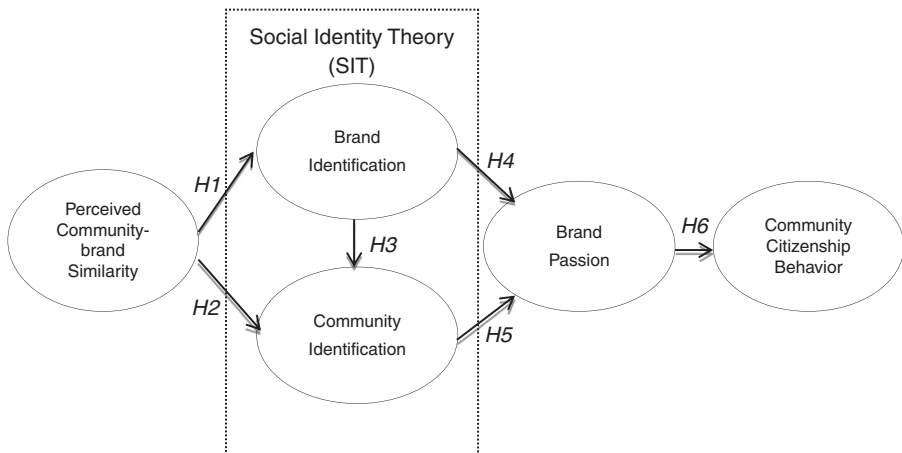 Social Identity Theory
(SIT)
Brand
Identification
H1
H4
Perceived
Community-
brand
Similarity
H3
Brand
Passion
H6
Community
Citizenship
Behavior
H2
Community
Identification
H5